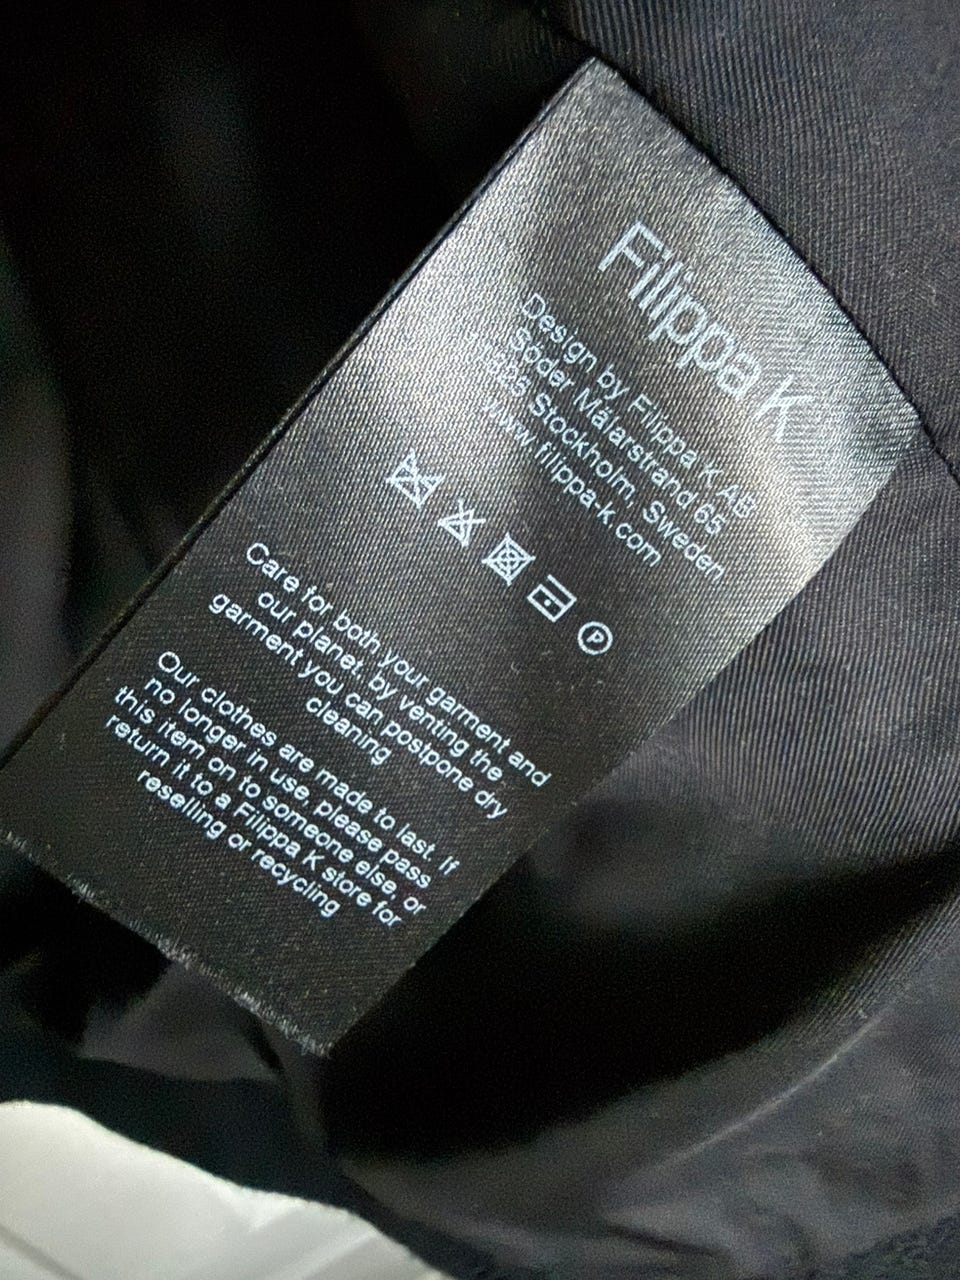 Filippa K
Design by Filippa K AB
Söder Mälarstrand 65
11825 Stockholm, Sweden
www.filippa-k.com
P
Care for both your garment and
our planet. by venting the
garment you can postpone dry
cleaning
Our clothes are made to last. If
no longer in use, please pass
this item on to someone else, or
return it to a Filippa K store for
reselling or recycling